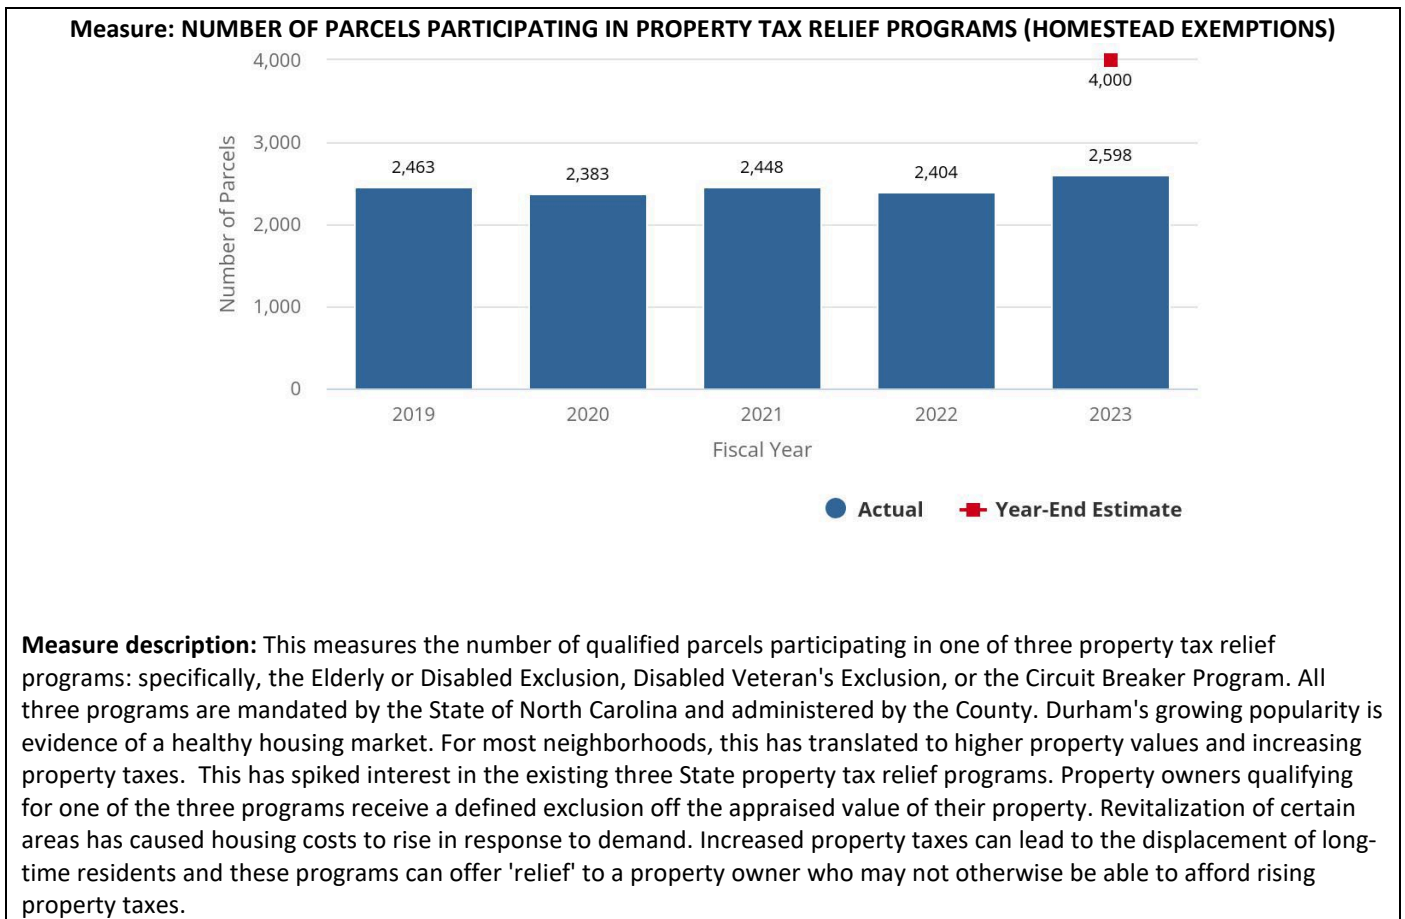 Measure: NUMBER OF PARCELS PARTICIPATING IN PROPERTY TAX RELIEF PROGRAMS (HOMESTEAD EXEMPTIONS)
4,000
4,000
Number of Parcels
3,000
2,463
2,383
2,448
2,404
2,598
2,000
1,000
0
2019
2020
2021
2022
2023
Fiscal Year
Actual
Year-End Estimate
Measure description: This measures the number of qualified parcels participating in one of three property tax relief
programs: specifically, the Elderly or Disabled Exclusion, Disabled Veteran's Exclusion, or the Circuit Breaker Program. All
three programs are mandated by the State of North Carolina and administered by the County. Durham's growing popularity is
evidence of a healthy housing market. For most neighborhoods, this has translated to higher property values and increasing
property taxes.  This has spiked interest in the existing three State property tax relief programs. Property owners qualifying
for one of the three programs receive a defined exclusion off the appraised value of their property. Revitalization of certain
areas has caused housing costs to rise in response to demand. Increased property taxes can lead to the displacement of long-
time residents and these programs can offer 'relief' to a property owner who may not otherwise be able to afford rising
property taxes.